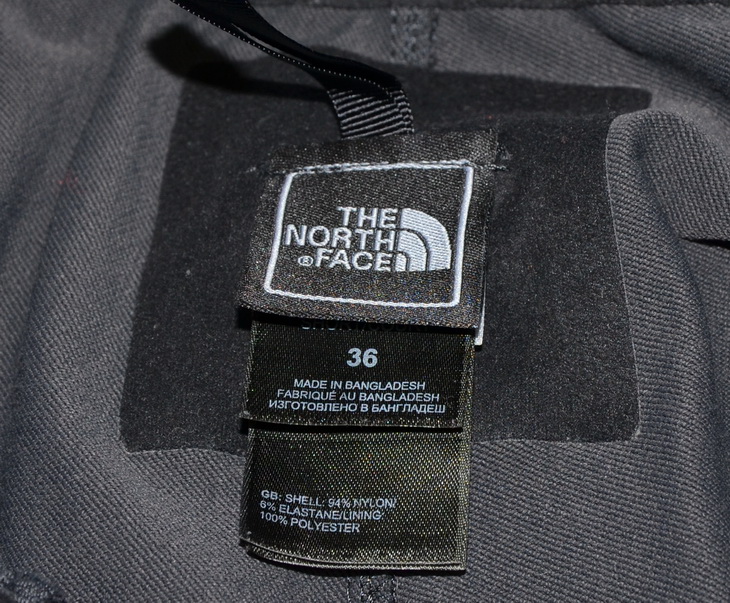 THE
NORTH
® FACE
36
MADE IN BANGLADESH
FABRIQUÉ AU BANGLADESH
ИЗГОТОВЛЕНО В БАНГЛАДЕШ
GB: SHELL: 94% NYLON/
6% ELASTANE/LINING:
100% POLYESTER